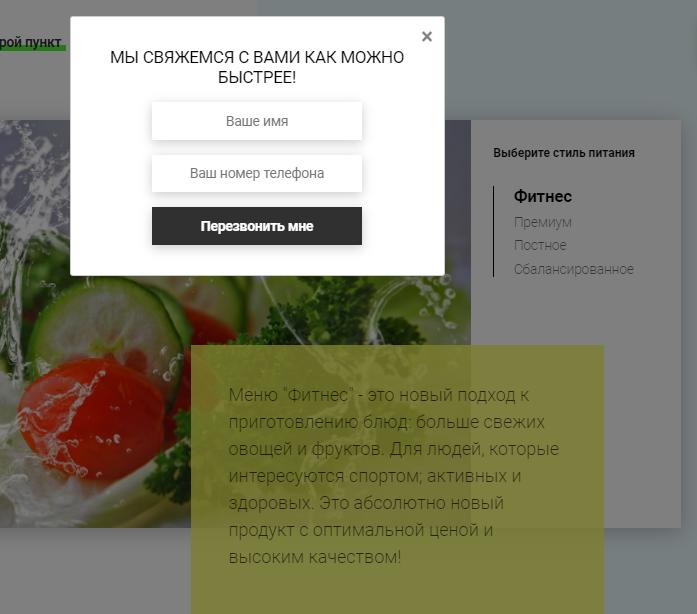 рой пункт
×
МЫ СВЯЖЕМСЯ С ВАМИ КАК МОЖНО
БЫСТРЕЕ!
Ваше имя
Ваш номер телефона
Перезвонить мне
Выберите стиль питания
Фитнес
Премиум
Постное
Сбалансированное
Меню "Фитнес" - это новый подход к
приготовлению блюд: больше свежих
овощей и фруктов. Для людей, которые
интересуются спортом; активных и
здоровых. Это абсолютно новый
продукт с оптимальной ценой и
высоким качеством!